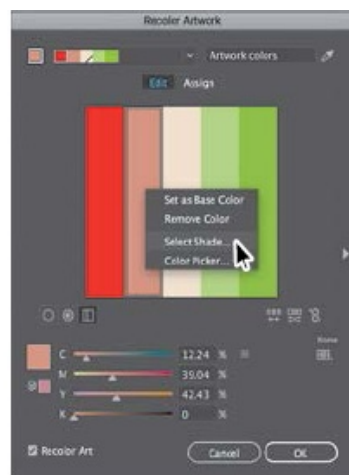 Recolor Artwork
Artwork colors
Edit Assign
Set as Base Color
Remove Color
Select Shade...
Color Picker...
None
C 12.24 %
M 39.04 %
Y 42.43 %
K 0 %
Recolor Art
Cancel OK